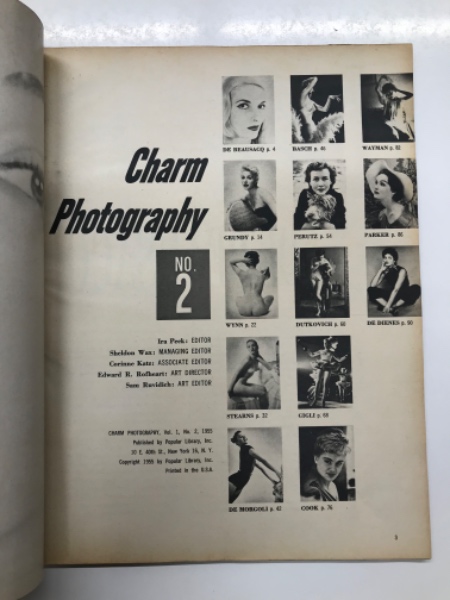 Charm
Photography
NO.
2
Ira Peek: EDITOR
Sheldon Wax: MANAGING EDITOR
Corinne Katz: ASSOCIATE EDITOR
Edward R. Rofheart: ART DIRECTOR
Sam Ravidich: ART EDITOR
CHARM PHOTOGRAPHY, Vol. 1, No. 2, 1955
Published by Popular Library, Inc.
10 E. 40th St., New York 16, N. Y.
Copyright 1955 by Popular Library, Inc.
Printed in the U.S.A.
DE BEAUSACQ p. 4
BASCH p. 46
WAYMAN p. 82
GRUNDY p. 14
PERUTZ p. 54
PARKER p. 86
WYNN p. 22
DUTKOVICH p. 60
DE DIENES p. 90
STEARNS p. 32
GIGLI p. 68
DE MORGOLI p. 42
COOK p. 76
3